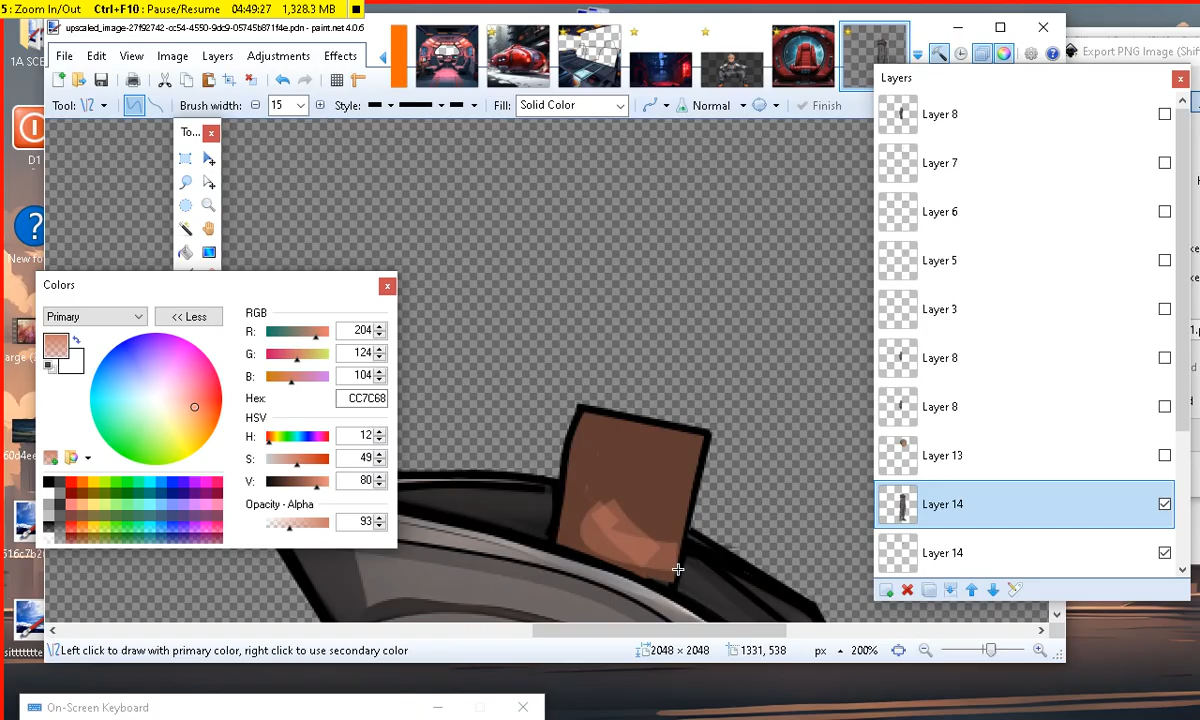 5: Zoom In/Out Ctrl+F10: Pause/Resume 04:49:27 1,328.3 MB
upscaled_image-27f92742-cc54-4550-9dc9-05745b871f4e.pdn - paint.net 4.0.6
1A SCE
File Edit View Image Layers Adjustments Effects
Export PNG Image (Shif
Tool: Brush width: 15 Style: Fill: Solid Color Normal Finish
To...
D1
New fo
Layers
Layer 8
Layer 7
Layer 6
Layer 5
Layer 3
Layer 8
Layer 8
Layer 13
Layer 14
Layer 14
Colors
Primary << Less
RGB
R: 204
G: 124
B: 104
Hex: CC7C68
HSV
H: 12
S: 49
V: 80
Opacity - Alpha
93
arge (
60d4ee
516c7b2
sitttttttte
Left click to draw with primary color, right click to use secondary color
2048 × 2048 1331, 538 px 200%
On-Screen Keyboard